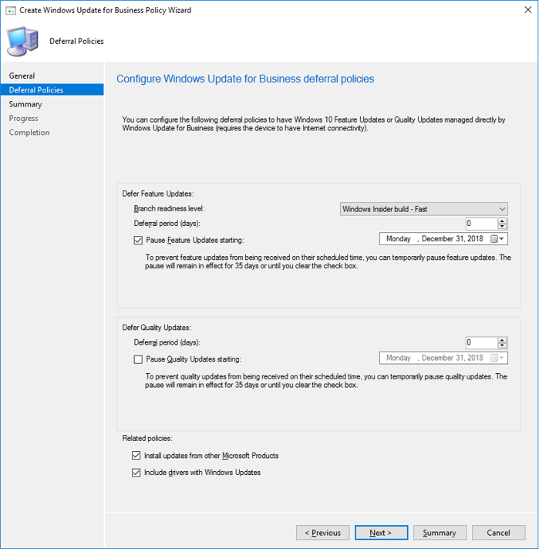 Create Windows Update for Business Policy Wizard
Deferral Policies
General
Deferral Policies
Summary
Progress
Completion
Configure Windows Update for Business deferral policies
You can configure the following deferral policies to have Windows 10 Feature Updates or Quality Updates managed directly by
Windows Update for Business (requires the device to have Internet connectivity).
Defer Feature Updates:
Branch readiness level:
Windows Insider build - Fast
Deferral period (days):
0
Pause Feature Updates starting:
Monday , December 31, 2018
To prevent feature updates from being received on their scheduled time, you can temporarily pause feature updates. The
pause will remain in effect for 35 days or until you clear the check box.
Defer Quality Updates:
Deferral period (days):
0
Pause Quality Updates starting:
Monday , December 31, 2018
To prevent quality updates from being received on their scheduled time, you can temporarily pause quality updates. The
pause will remain in effect for 35 days or until you clear the check box.
Related policies:
Install updates from other Microsoft Products
Include drivers with Windows Updates
< Previous
Next >
Summary
Cancel